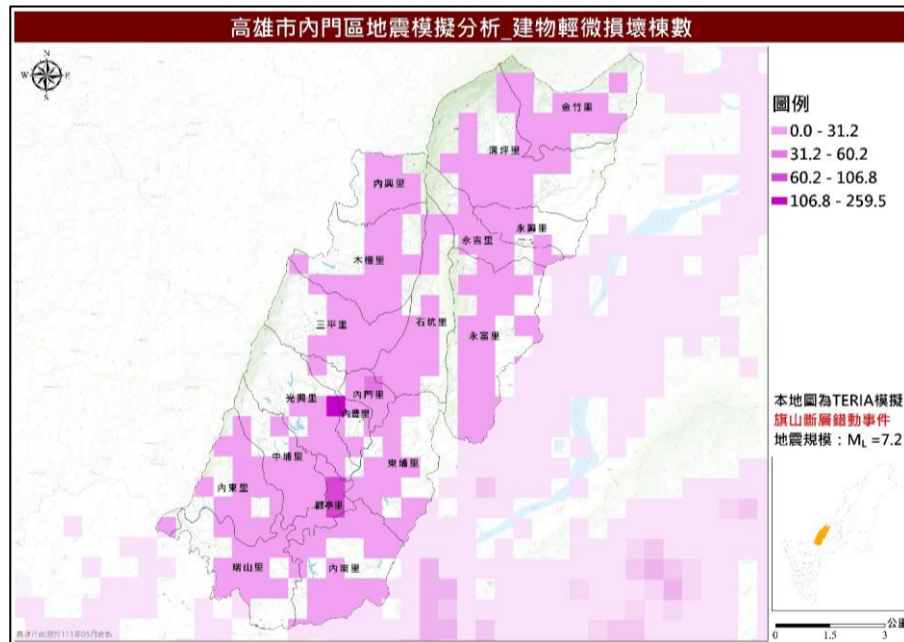 高雄市內門區地震模擬分析_建物輕微損壞棟數
N
W
E
S
圖例
0.0 - 31.2
31.2 - 60.2
60.2 - 106.8
106.8 - 259.5
金竹里
溝坪里
內興里
永興里
永吉里
木柵里
石坑里
三平里
永富里
內門里
光興里
內豐里
中埔里
東埔里
內東里
觀亭里
瑞山里
內南里
本地圖為TERIA模擬
旗山斷層錯動事件
地震規模：ML =7.2
公里
0
1.5
3